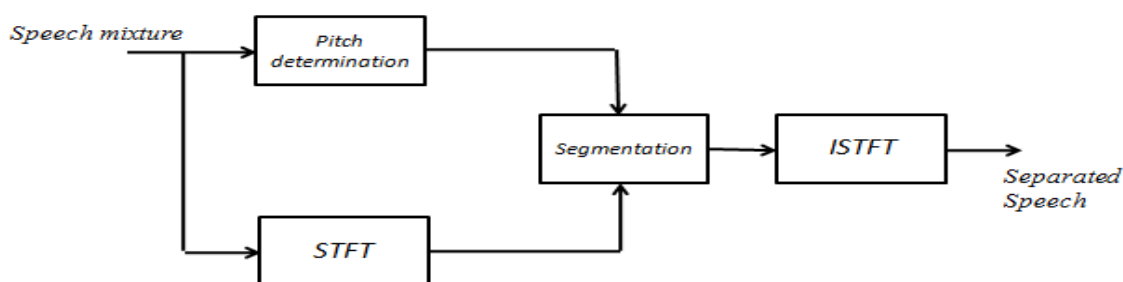 Speech mixture
Pitch
determination
Segmentation
ISTFT
Separated
Speech
STFT